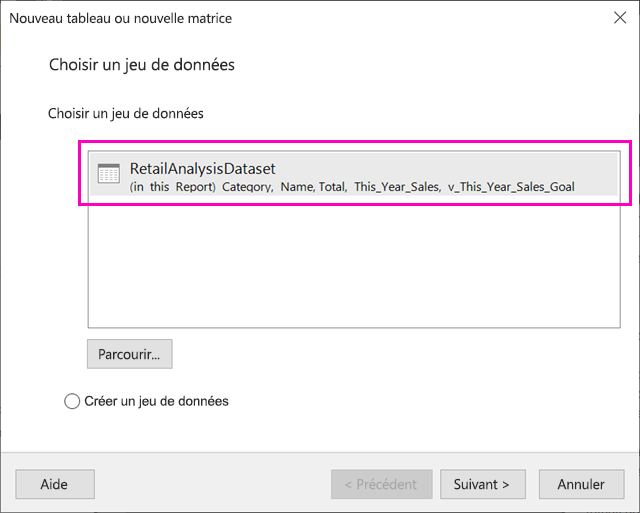 Nouveau tableau ou nouvelle matrice
Choisir un jeu de données
Choisir un jeu de données
RetailAnalysisDataset
(in this Report) Category, Name, Total, This_Year_Sales, v_This_Year_Sales_Goal
Parcourir...
Créer un jeu de données
Aide
< Précédent
Suivant >
Annuler